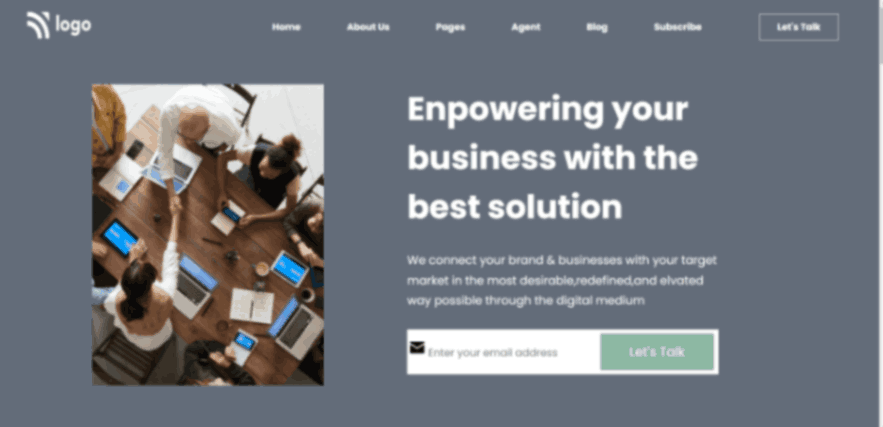 logo
Home About Us Pages Agent Blog Subscribe Let's Talk
Enpowering your
business with the
best solution
We connect your brand & businesses with your target
market in the most desirable,redefined,and elvated
way possible through the digital medium
Enter your email address Let's Talk